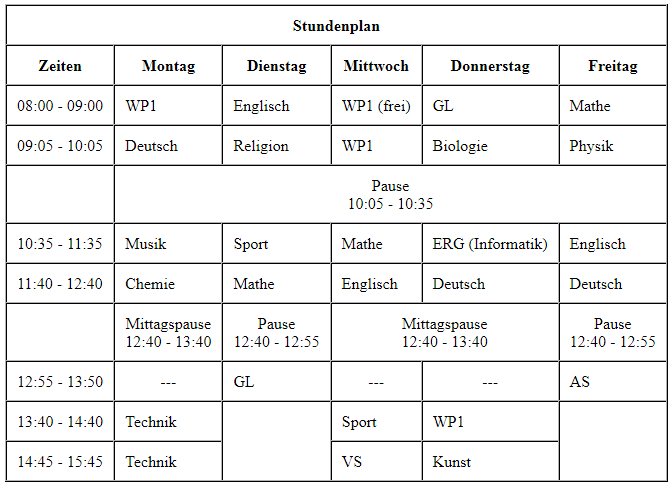 Stundenplan
Zeiten Montag Dienstag Mittwoch Donnerstag Freitag
08:00 - 09:00 WP1 Englisch WP1 (frei) GL Mathe
09:05 - 10:05 Deutsch Religion WP1 Biologie Physik
Pause
10:05 - 10:35
10:35 - 11:35 Musik Sport Mathe ERG (Informatik) Englisch
11:40 - 12:40 Chemie Mathe Englisch Deutsch Deutsch
Mittagspause Pause Mittagspause Pause
12:40 - 13:40 12:40 - 12:55 12:40 - 13:40 12:40 - 12:55
12:55 - 13:50 --- GL --- --- AS
13:40 - 14:40 Technik Sport WP1
14:45 - 15:45 Technik VS Kunst